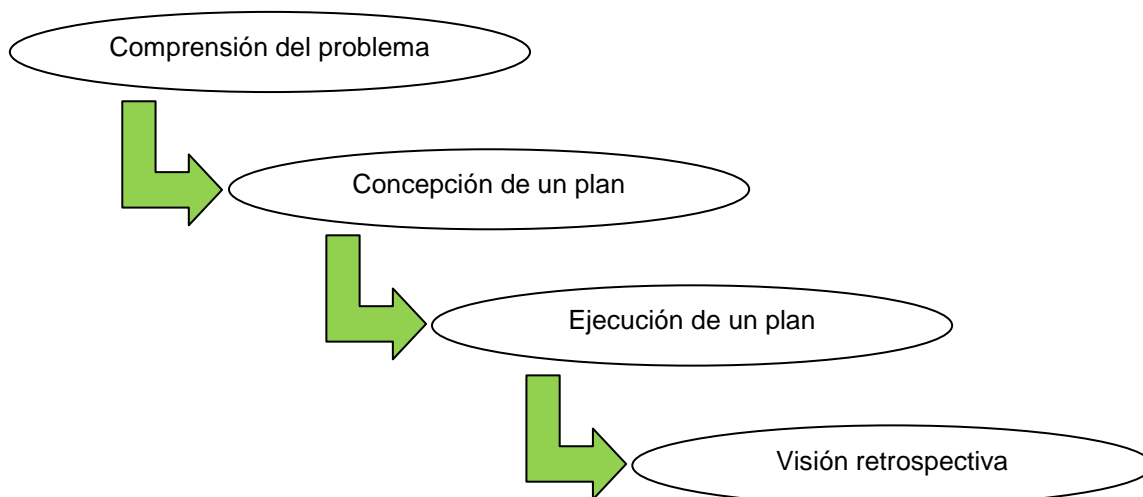 Comprensión del problema
Concepción de un plan
Ejecución de un plan
Visión retrospectiva